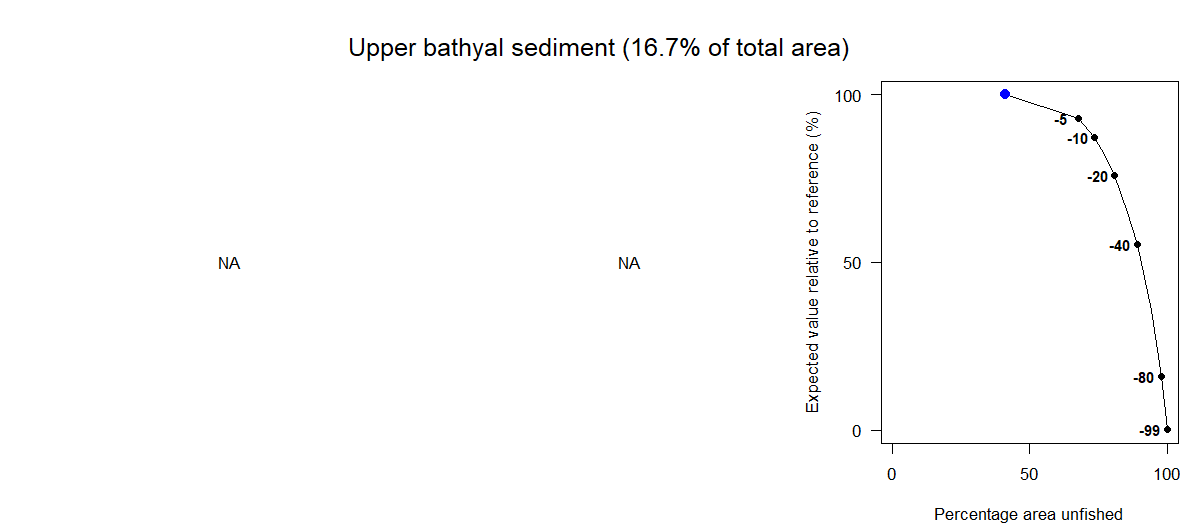 Upper bathyal sediment (16.7% of total area)
NA
NA
Expected value relative to reference (%)
100
50
0
-5
-10
-20
-40
-80
-99
0 50 100
Percentage area unfished